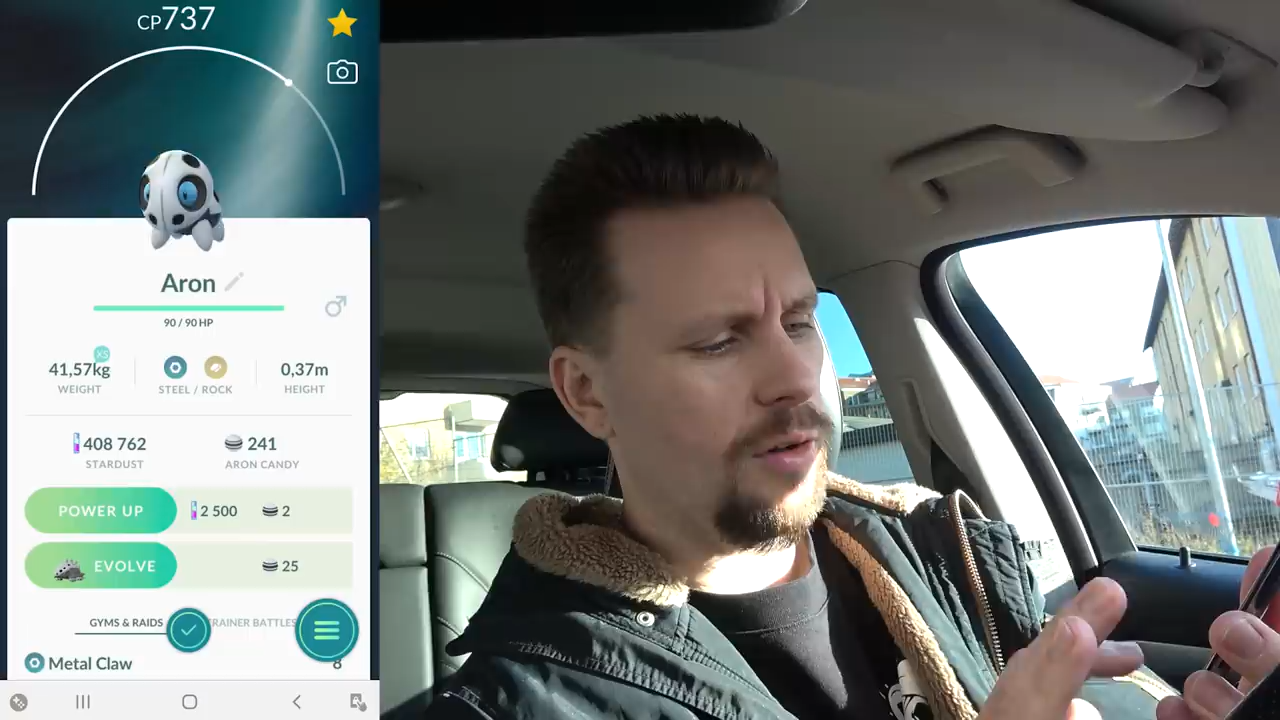 CP737
Aron
90 / 90 HP
XS
41,57kg
WEIGHT
STEEL / ROCK
0,37m
HEIGHT
408 762
STARDUST
241
ARON CANDY
POWER UP 2 500 2
EVOLVE 25
GYMS & RAIDS TRAINER BATTLES
Metal Claw 8